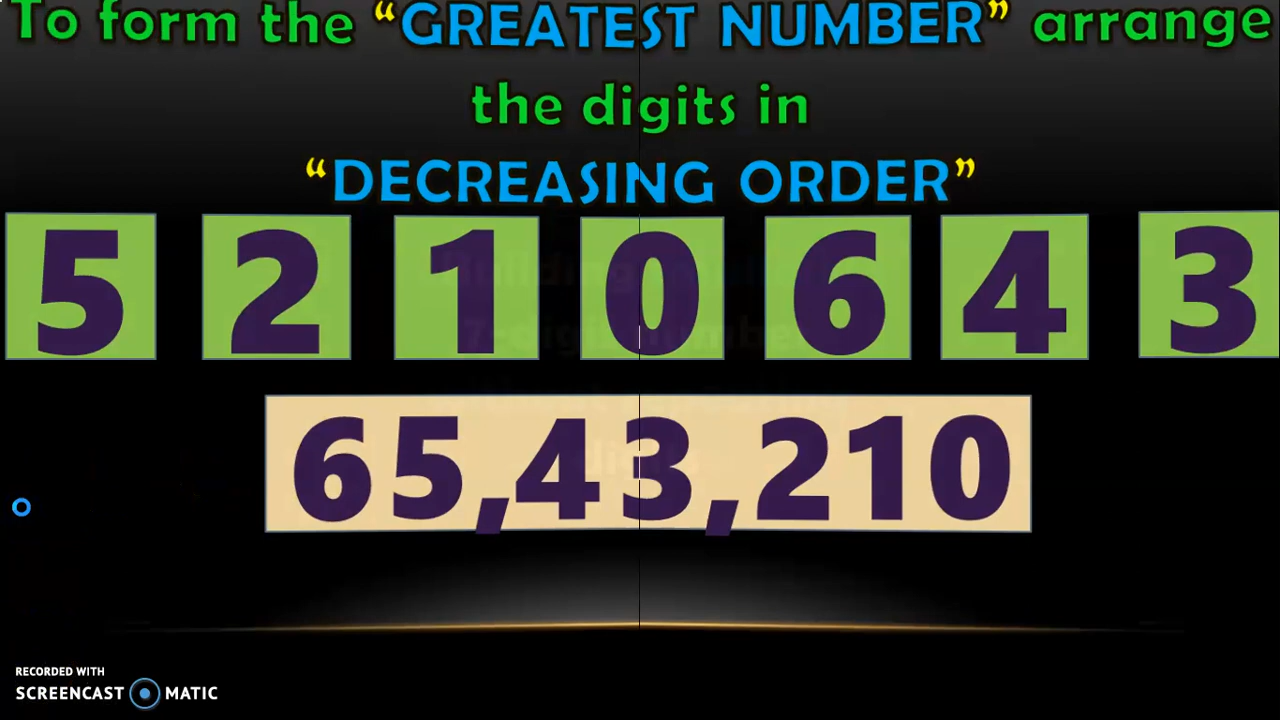 To form the “GREATEST NUMBER” arrange
the digits in
“DECREASING ORDER”
5 2 1 0 6 4 3
65,43,210
RECORDED WITH
SCREENCAST MATIC